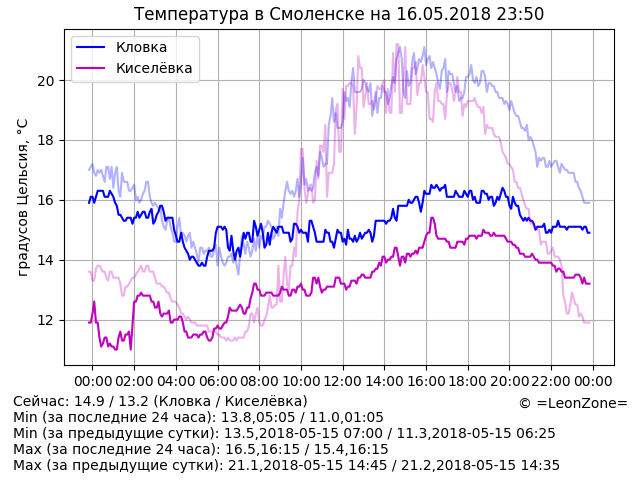 Температура в Смоленске на 16.05.2018 23:50
Кловка
Киселёвка
градусов Цельсия, °C
20
18
16
14
12
00:00 02:00 04:00 06:00 08:00 10:00 12:00 14:00 16:00 18:00 20:00 22:00 00:00
Сейчас: 14.9 / 13.2 (Кловка / Киселёвка)
© =LeonZone=
Min (за последние 24 часа): 13.8,05:05 / 11.0,01:05
Min (за предыдущие сутки): 13.5,2018-05-15 07:00 / 11.3,2018-05-15 06:25
Max (за последние 24 часа): 16.5,16:15 / 15.4,16:15
Max (за предыдущие сутки): 21.1,2018-05-15 14:45 / 21.2,2018-05-15 14:35